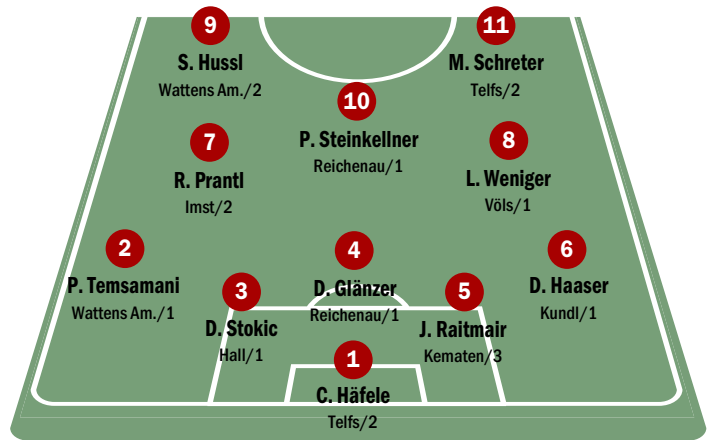 9
S. Hussl
Wattens Am./2
11
M. Schreter
Telfs/2
10
P. Steinkellner
Reichenau/1
7
R. Prantl
Imst/2
8
L. Weniger
Völs/1
2
P. Temsamani
Wattens Am./1
4
D. Glänzer
Reichenau/1
6
D. Haaser
Kundl/1
3
D. Stokic
Hall/1
5
J. Raitmair
Kematen/3
1
C. Häfele
Telfs/2